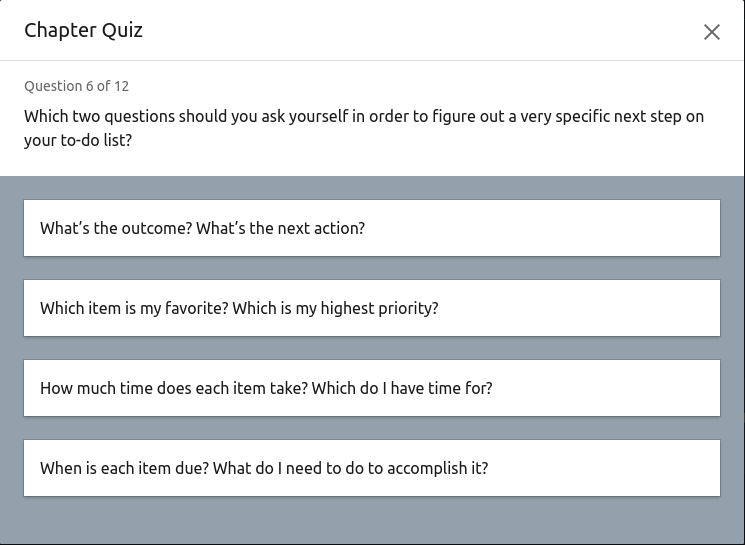 Chapter Quiz
Question 6 of 12
Which two questions should you ask yourself in order to figure out a very specific next step on
your to-do list?
What’s the outcome? What’s the next action?
Which item is my favorite? Which is my highest priority?
How much time does each item take? Which do I have time for?
When is each item due? What do I need to do to accomplish it?